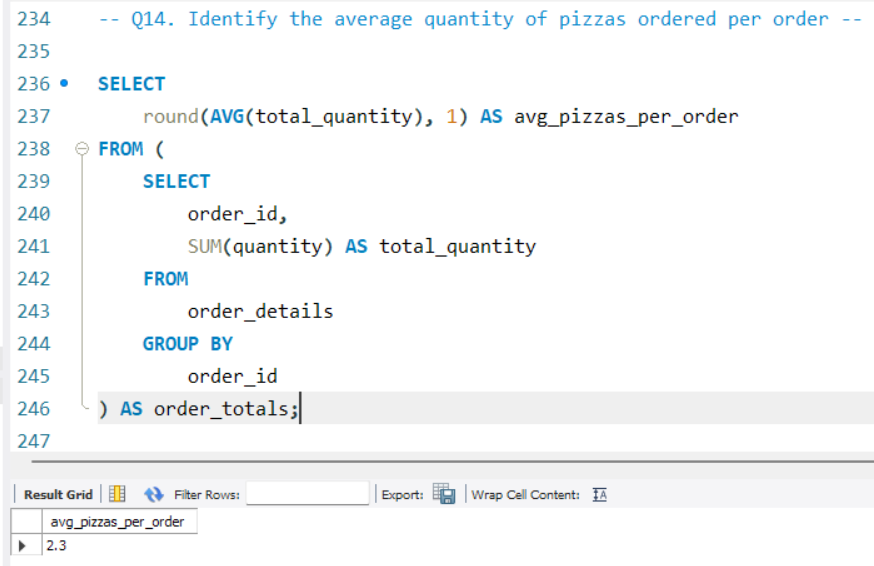 234 -- Q14. Identify the average quantity of pizzas ordered per order --
235
236 SELECT
237 round(AVG(total_quantity), 1) AS avg_pizzas_per_order
238 FROM (
239 SELECT
240 order_id,
241 SUM(quantity) AS total_quantity
242 FROM
243 order_details
244 GROUP BY
245 order_id
246 ) AS order_totals;
247
Result Grid Filter Rows: Export: Wrap Cell Content: IA
avg_pizzas_per_order
2.3